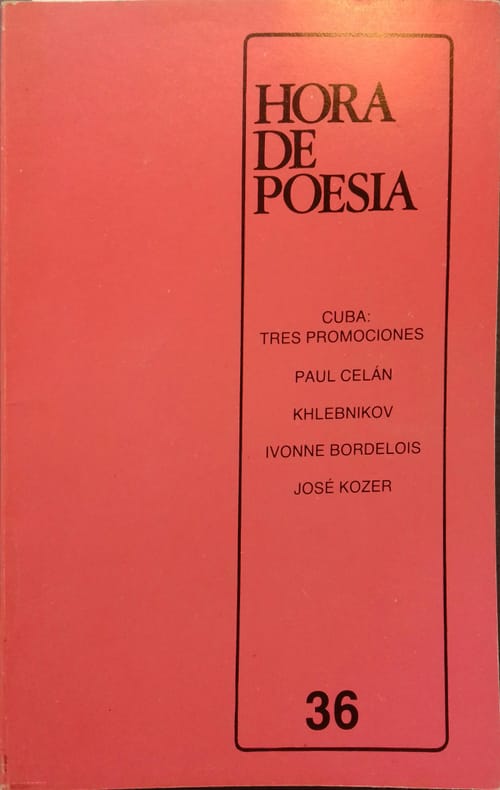 HORA
DE
POESIA
CUBA:
TRES PROMOCIONES
PAUL CELÁN
KHLEBNIKOV
IVONNE BORDELOIS
JOSÉ KOZER
36